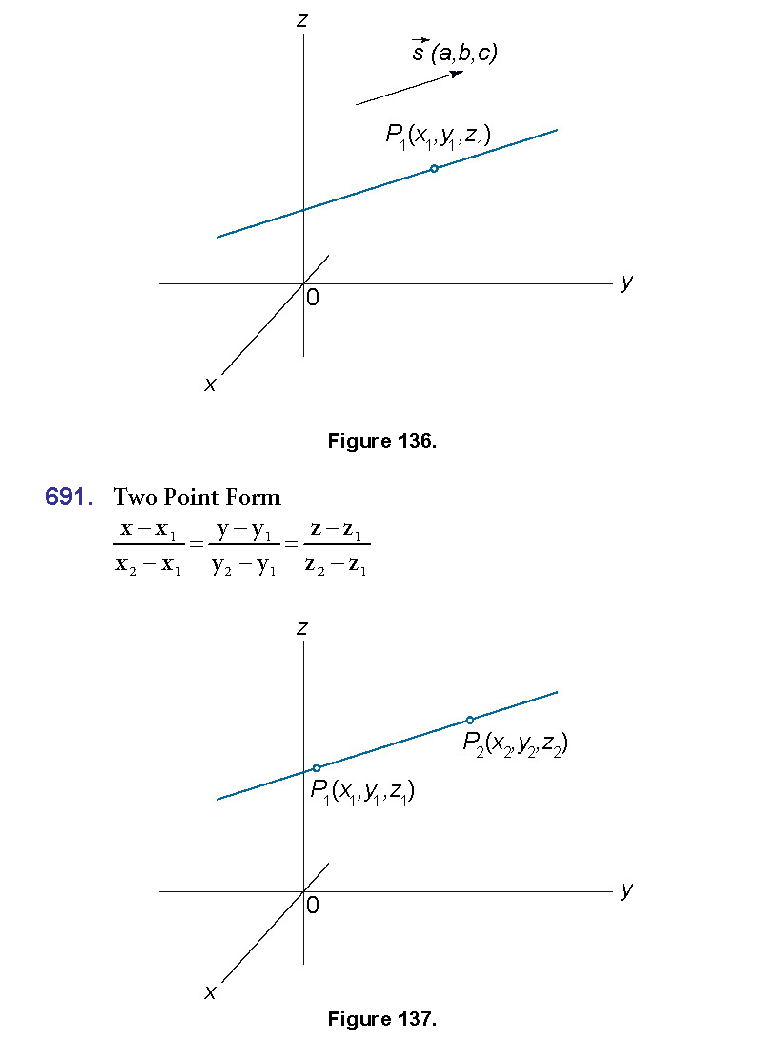 z
s⃗ (a,b,c)
P₁(x₁,y₁,z₁)
y
0
x
Figure 136.
691. Two Point Form
(x−x₁)/(x₂−x₁) = (y−y₁)/(y₂−y₁) = (z−z₁)/(z₂−z₁)
z
P₂(x₂,y₂,z₂)
P₁(x₁,y₁,z₁)
y
0
x
Figure 137.